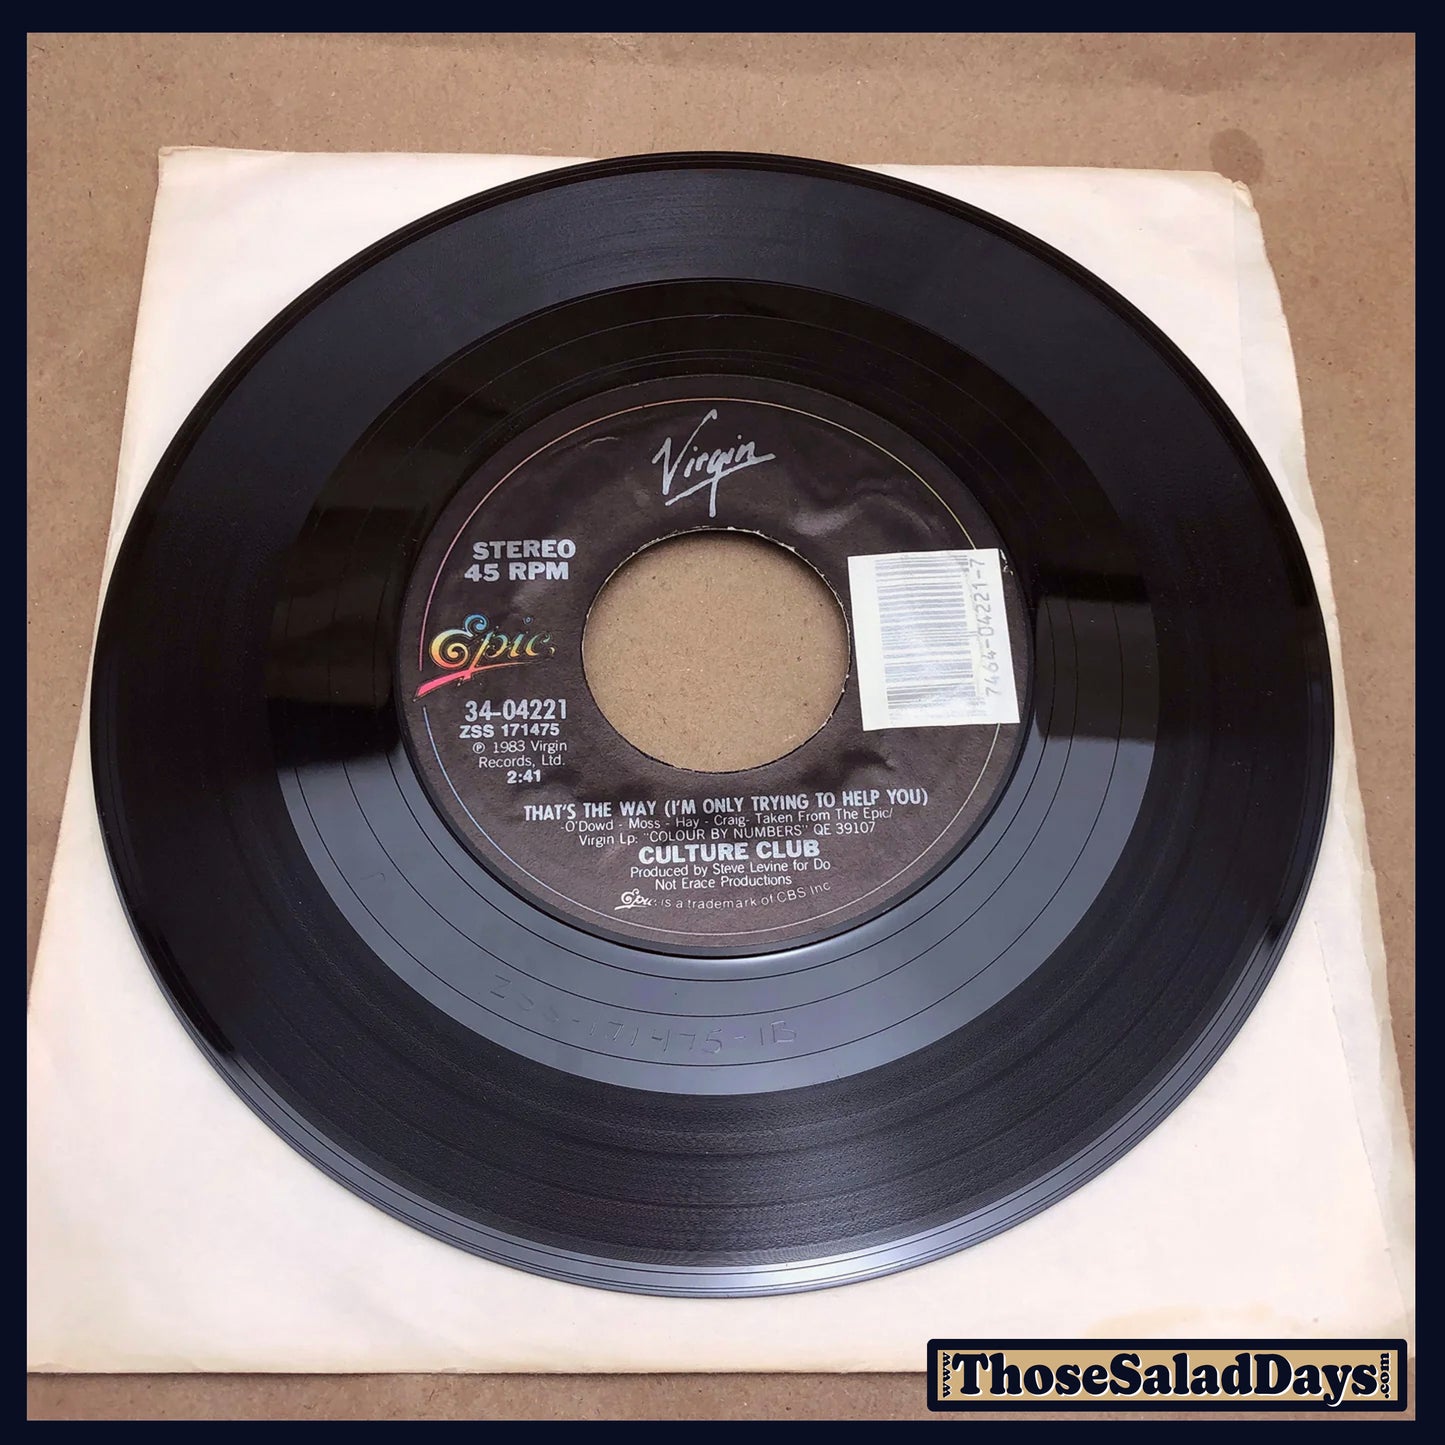 Virgin
STEREO
45 RPM
Epic
34-04221
ZSS 171475
℗ 1983 Virgin
Records, Ltd.
2:41
7464-04221-7
THAT'S THE WAY (I'M ONLY TRYING TO HELP YOU)
-O'Dowd - Moss - Hay - Craig- Taken From The Epic/
Virgin Lp: "COLOUR BY NUMBERS" QE 39107
CULTURE CLUB
Produced by Steve Levine for Do
Not Erace Productions
Epic is a trademark of CBS Inc
ZSS-171475-1B
www.ThoseSaladDays.com